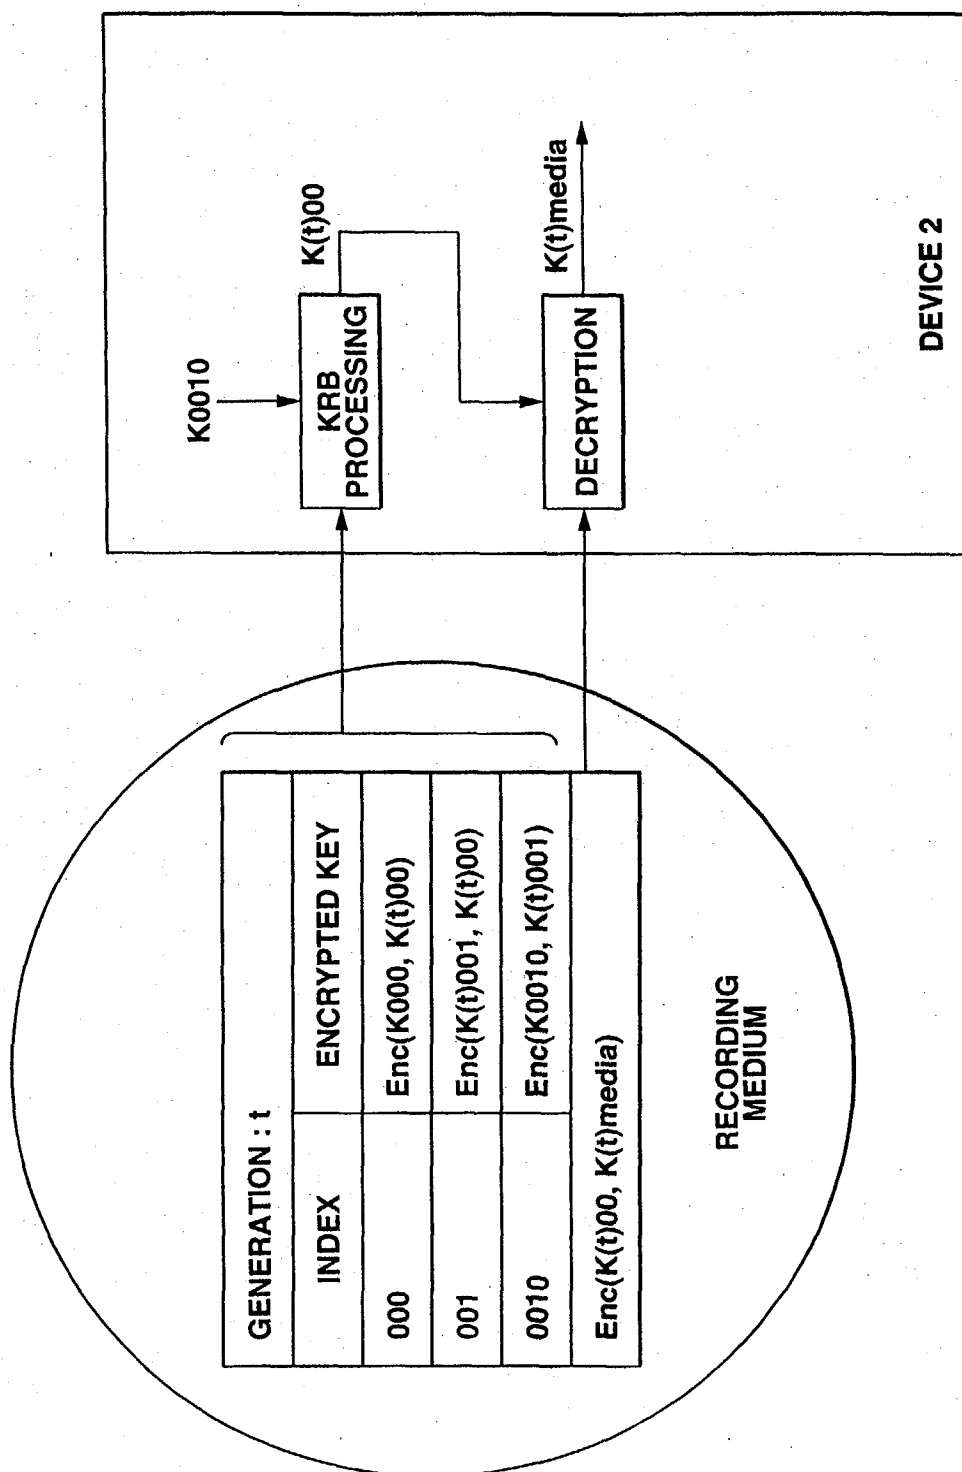 GENERATION : t
INDEX
ENCRYPTED KEY
000
Enc(K000, K(t)00)
001
Enc(K(t)001, K(t)00)
0010
Enc(K0010, K(t)001)
Enc(K(t)00, K(t)media)
RECORDING
MEDIUM
K0010
KRB
PROCESSING
K(t)00
DECRYPTION
K(t)media
DEVICE 2